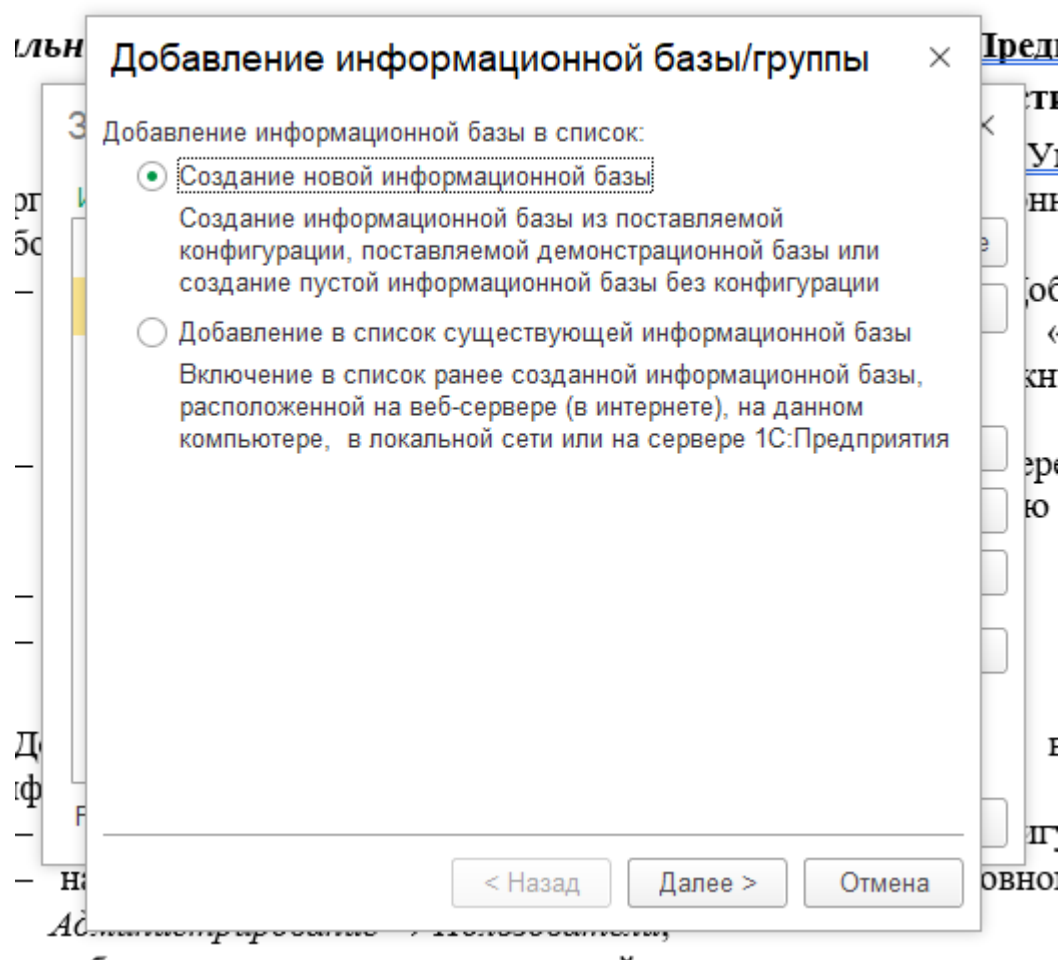 Добавление информационной базы/группы
Добавление информационной базы в список:
Создание новой информационной базы
Создание информационной базы из поставляемой
конфигурации, поставляемой демонстрационной базы или
создание пустой информационной базы без конфигурации
Добавление в список существующей информационной базы
Включение в список ранее созданной информационной базы,
расположенной на веб-сервере (в интернете), на данном
компьютере, в локальной сети или на сервере 1С:Предприятия
< Назад
Далее >
Отмена